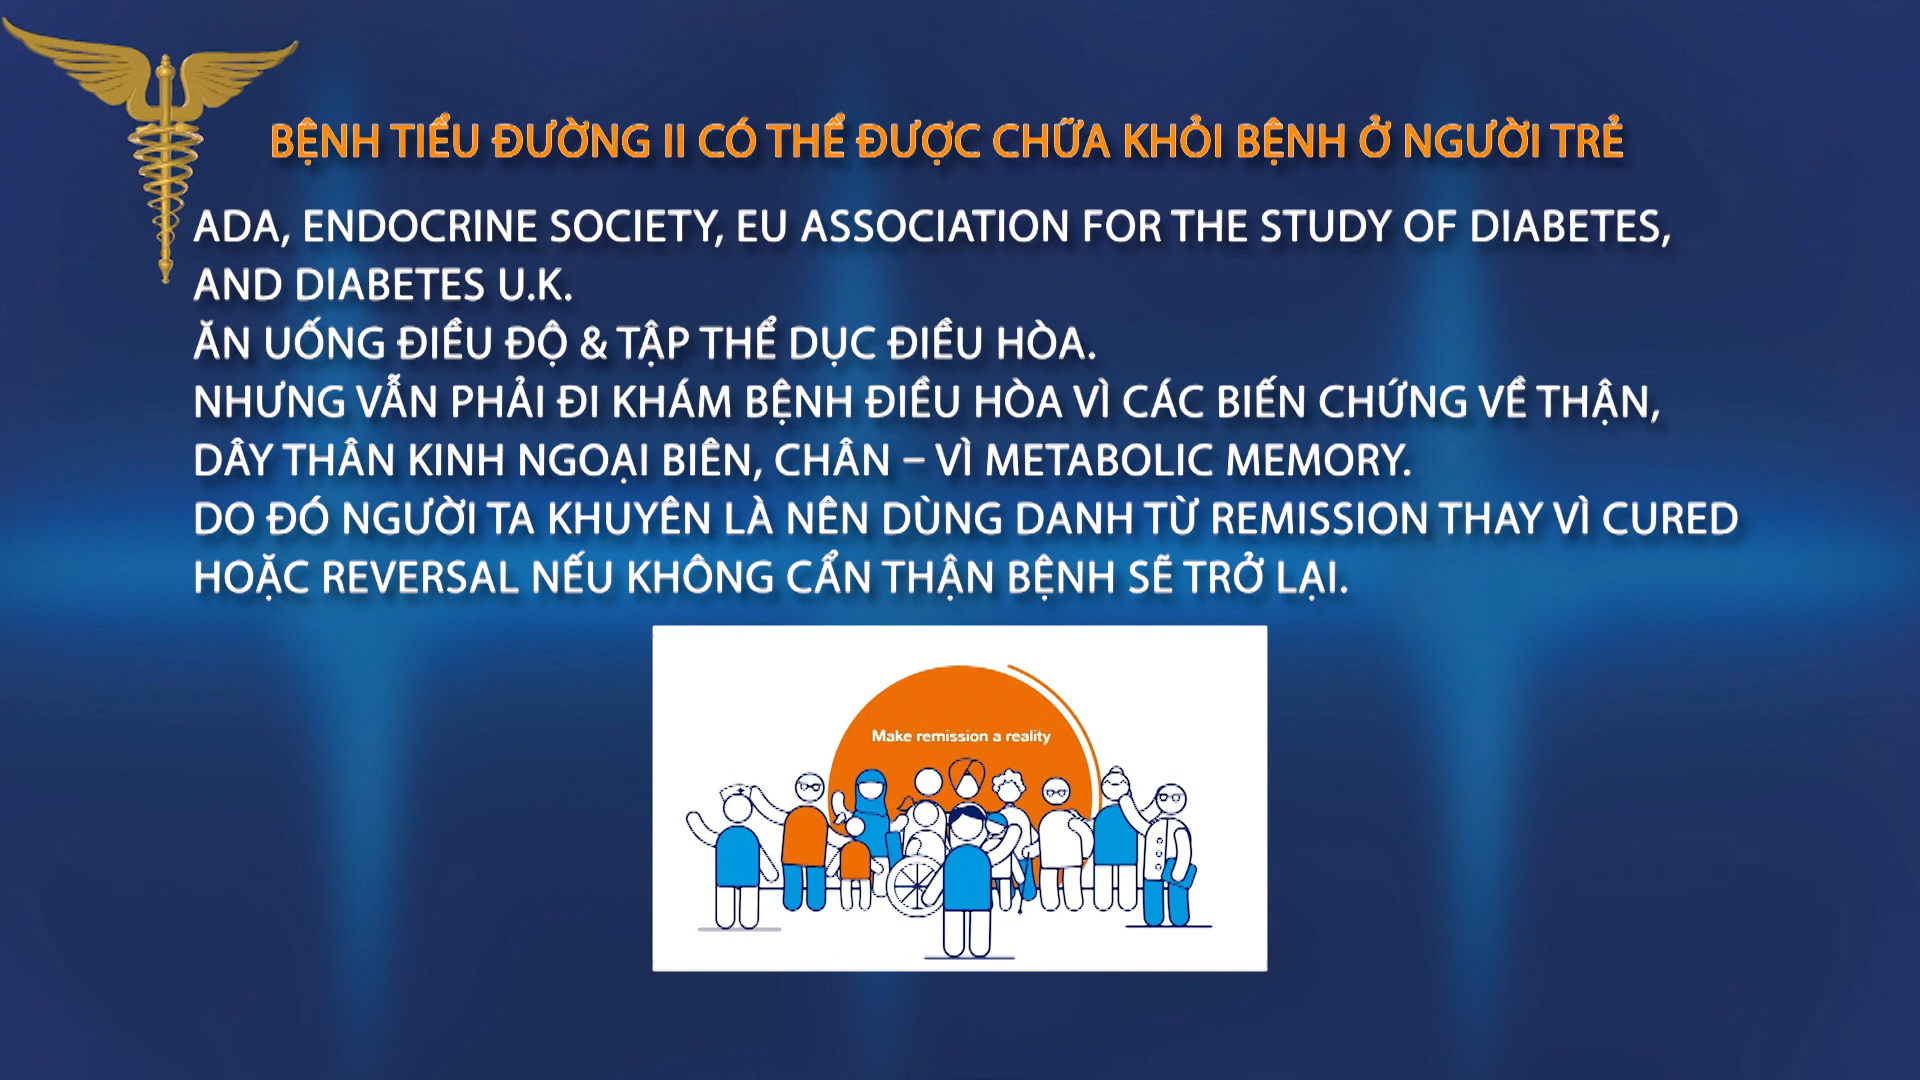 BỆNH TIỂU ĐƯỜNG II CÓ THỂ ĐƯỢC CHỮA KHỎI BỆNH Ở NGƯỜI TRẺ
ADA, ENDOCRINE SOCIETY, EU ASSOCIATION FOR THE STUDY OF DIABETES,
AND DIABETES U.K.
ĂN UỐNG ĐIỀU ĐỘ & TẬP THỂ DỤC ĐIỀU HÒA.
NHƯNG VẪN PHẢI ĐI KHÁM BỆNH ĐIỀU HÒA VÌ CÁC BIẾN CHỨNG VỀ THẬN,
DÂY THÂN KINH NGOẠI BIÊN, CHÂN – VÌ METABOLIC MEMORY.
DO ĐÓ NGƯỜI TA KHUYÊN LÀ NÊN DÙNG DANH TỪ REMISSION THAY VÌ CURED
HOẶC REVERSAL NẾU KHÔNG CẨN THẬN BỆNH SẼ TRỞ LẠI.
Make remission a reality